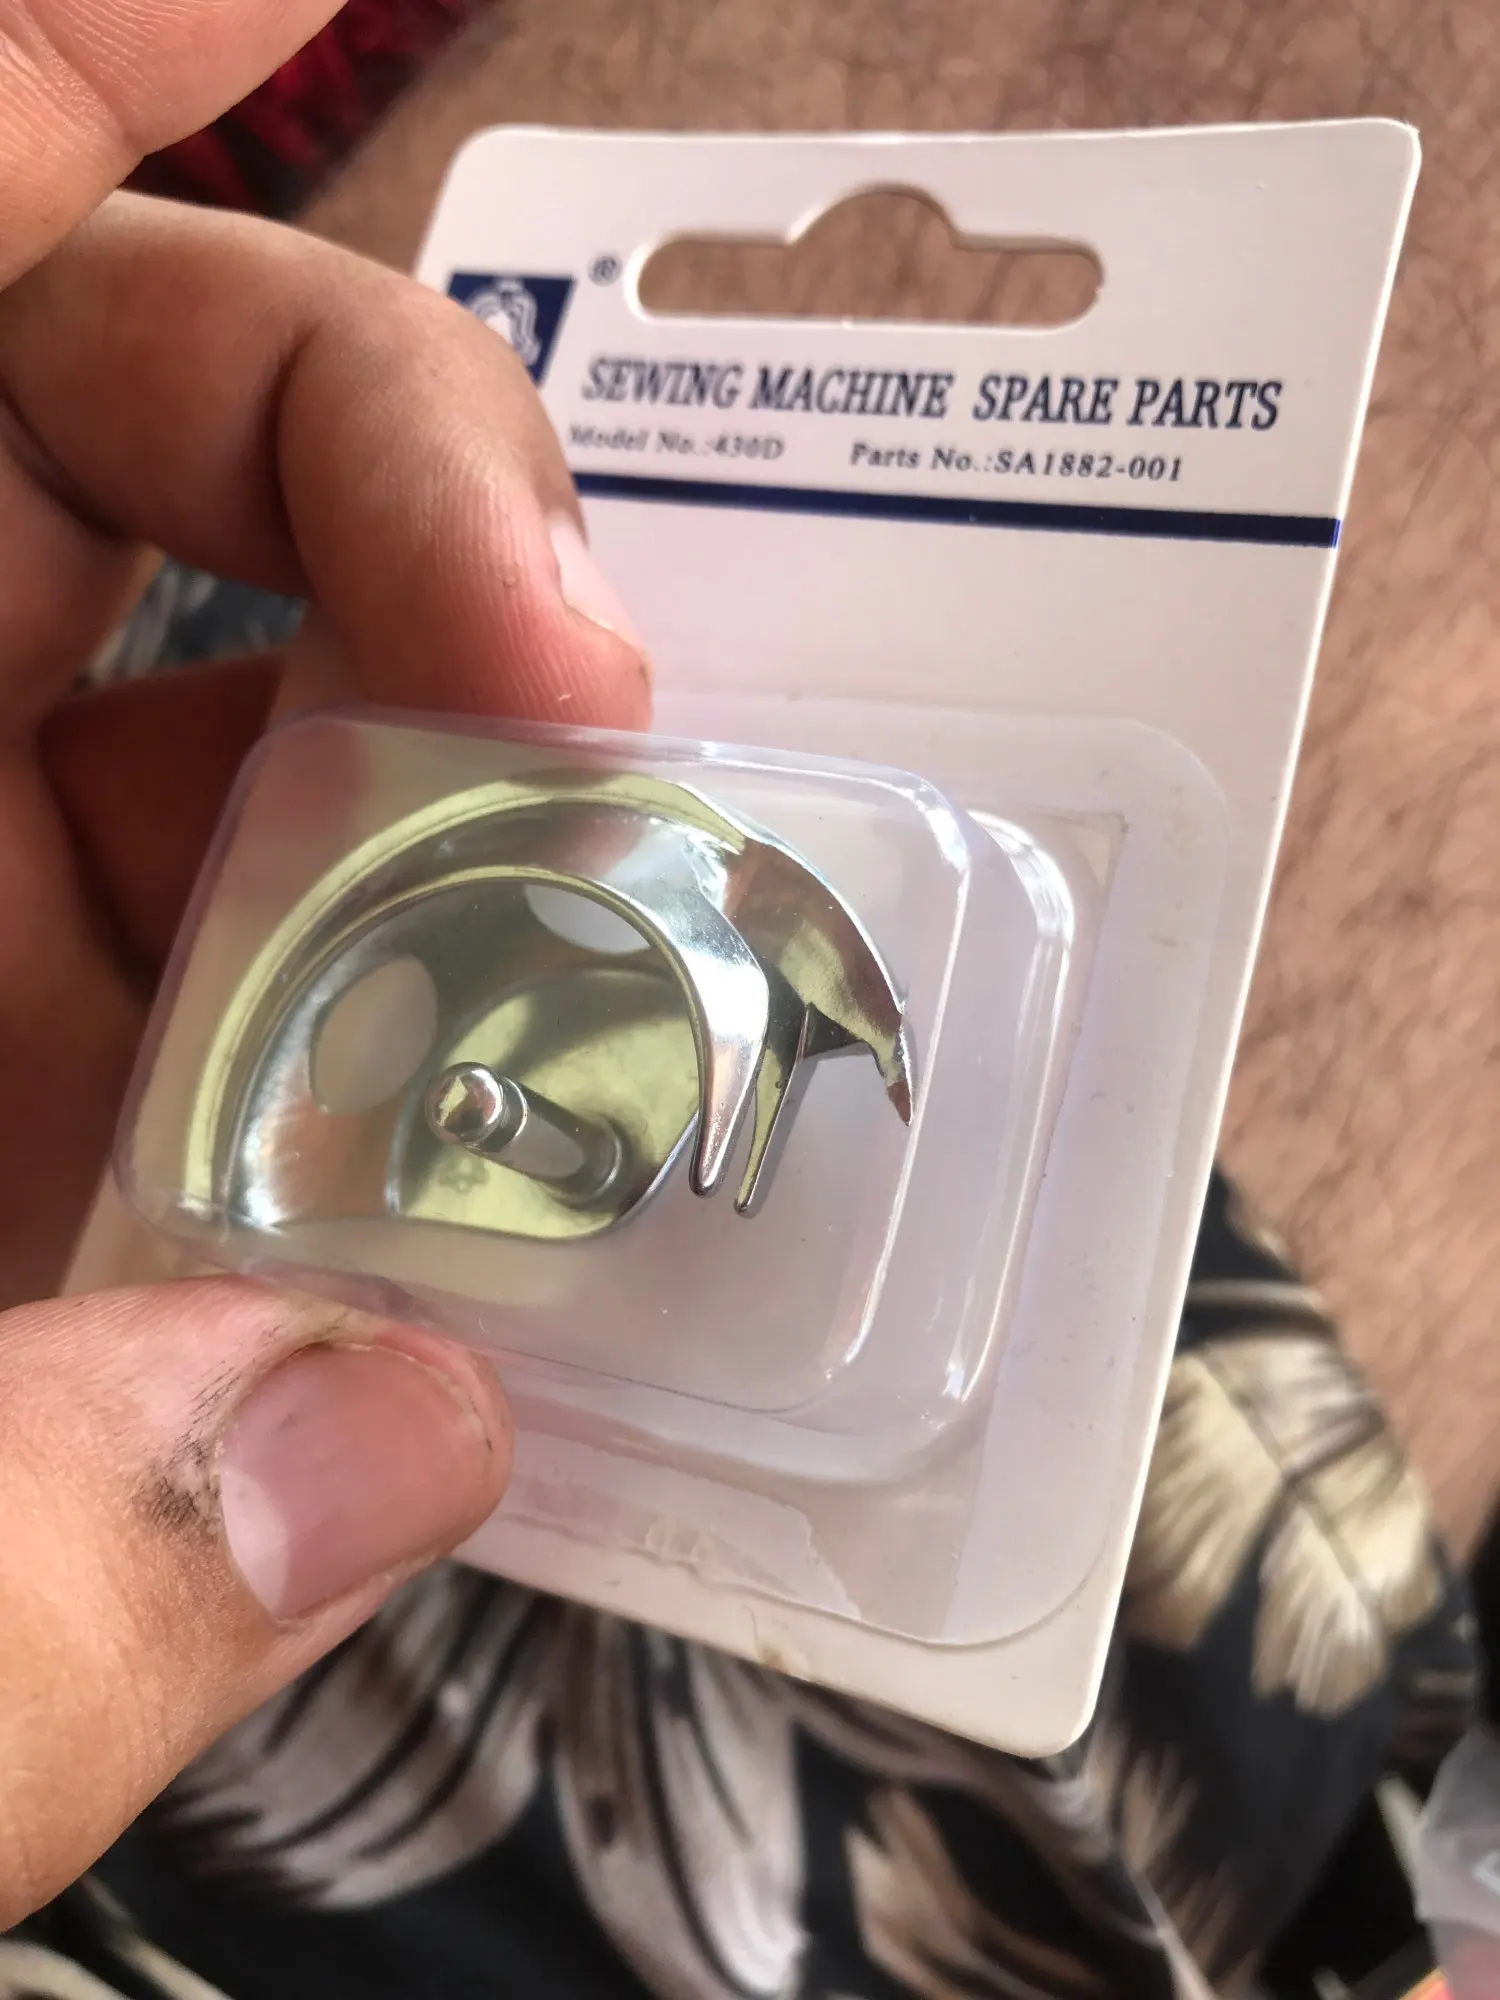 ®
SEWING MACHINE SPARE PARTS
Model No.:430D Parts No.:SA1882-001